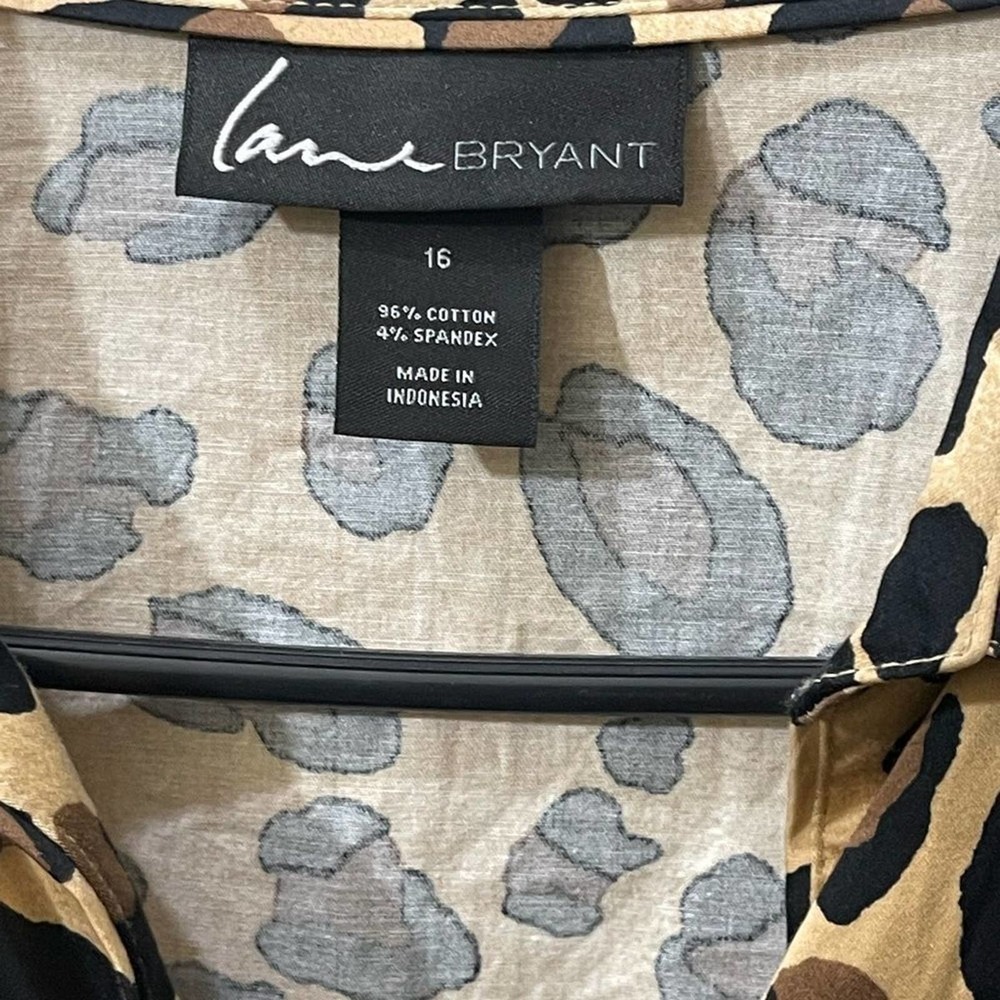 lane BRYANT
16
96% COTTON
4% SPANDEX
MADE IN
INDONESIA